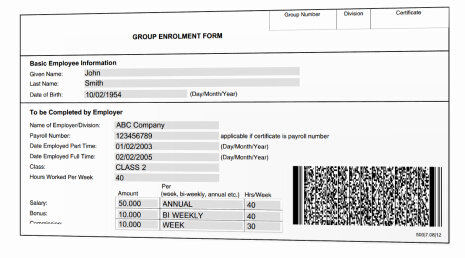 Group Number Division Certificate
GROUP ENROLMENT FORM
Basic Employee Information
Given Name: John
Last Name: Smith
Date of Birth: 10/02/1954 (Day/Month/Year)
To be Completed by Employer
Name of Employer/Division: ABC Company
Payroll Number: 123456789 applicable if certificate is payroll number
Date Employed Part Time: 01/02/2003 (Day/Month/Year)
Date Employed Full Time: 02/02/2005 (Day/Month/Year)
Class: CLASS 2
Hours Worked Per Week 40
Per
Amount (week, bi-weekly, annual etc.) Hrs/Week
Salary: 50,000 ANNUAL 40
Bonus: 10,000 BI WEEKLY 40
Commission: 10,000 WEEK 30